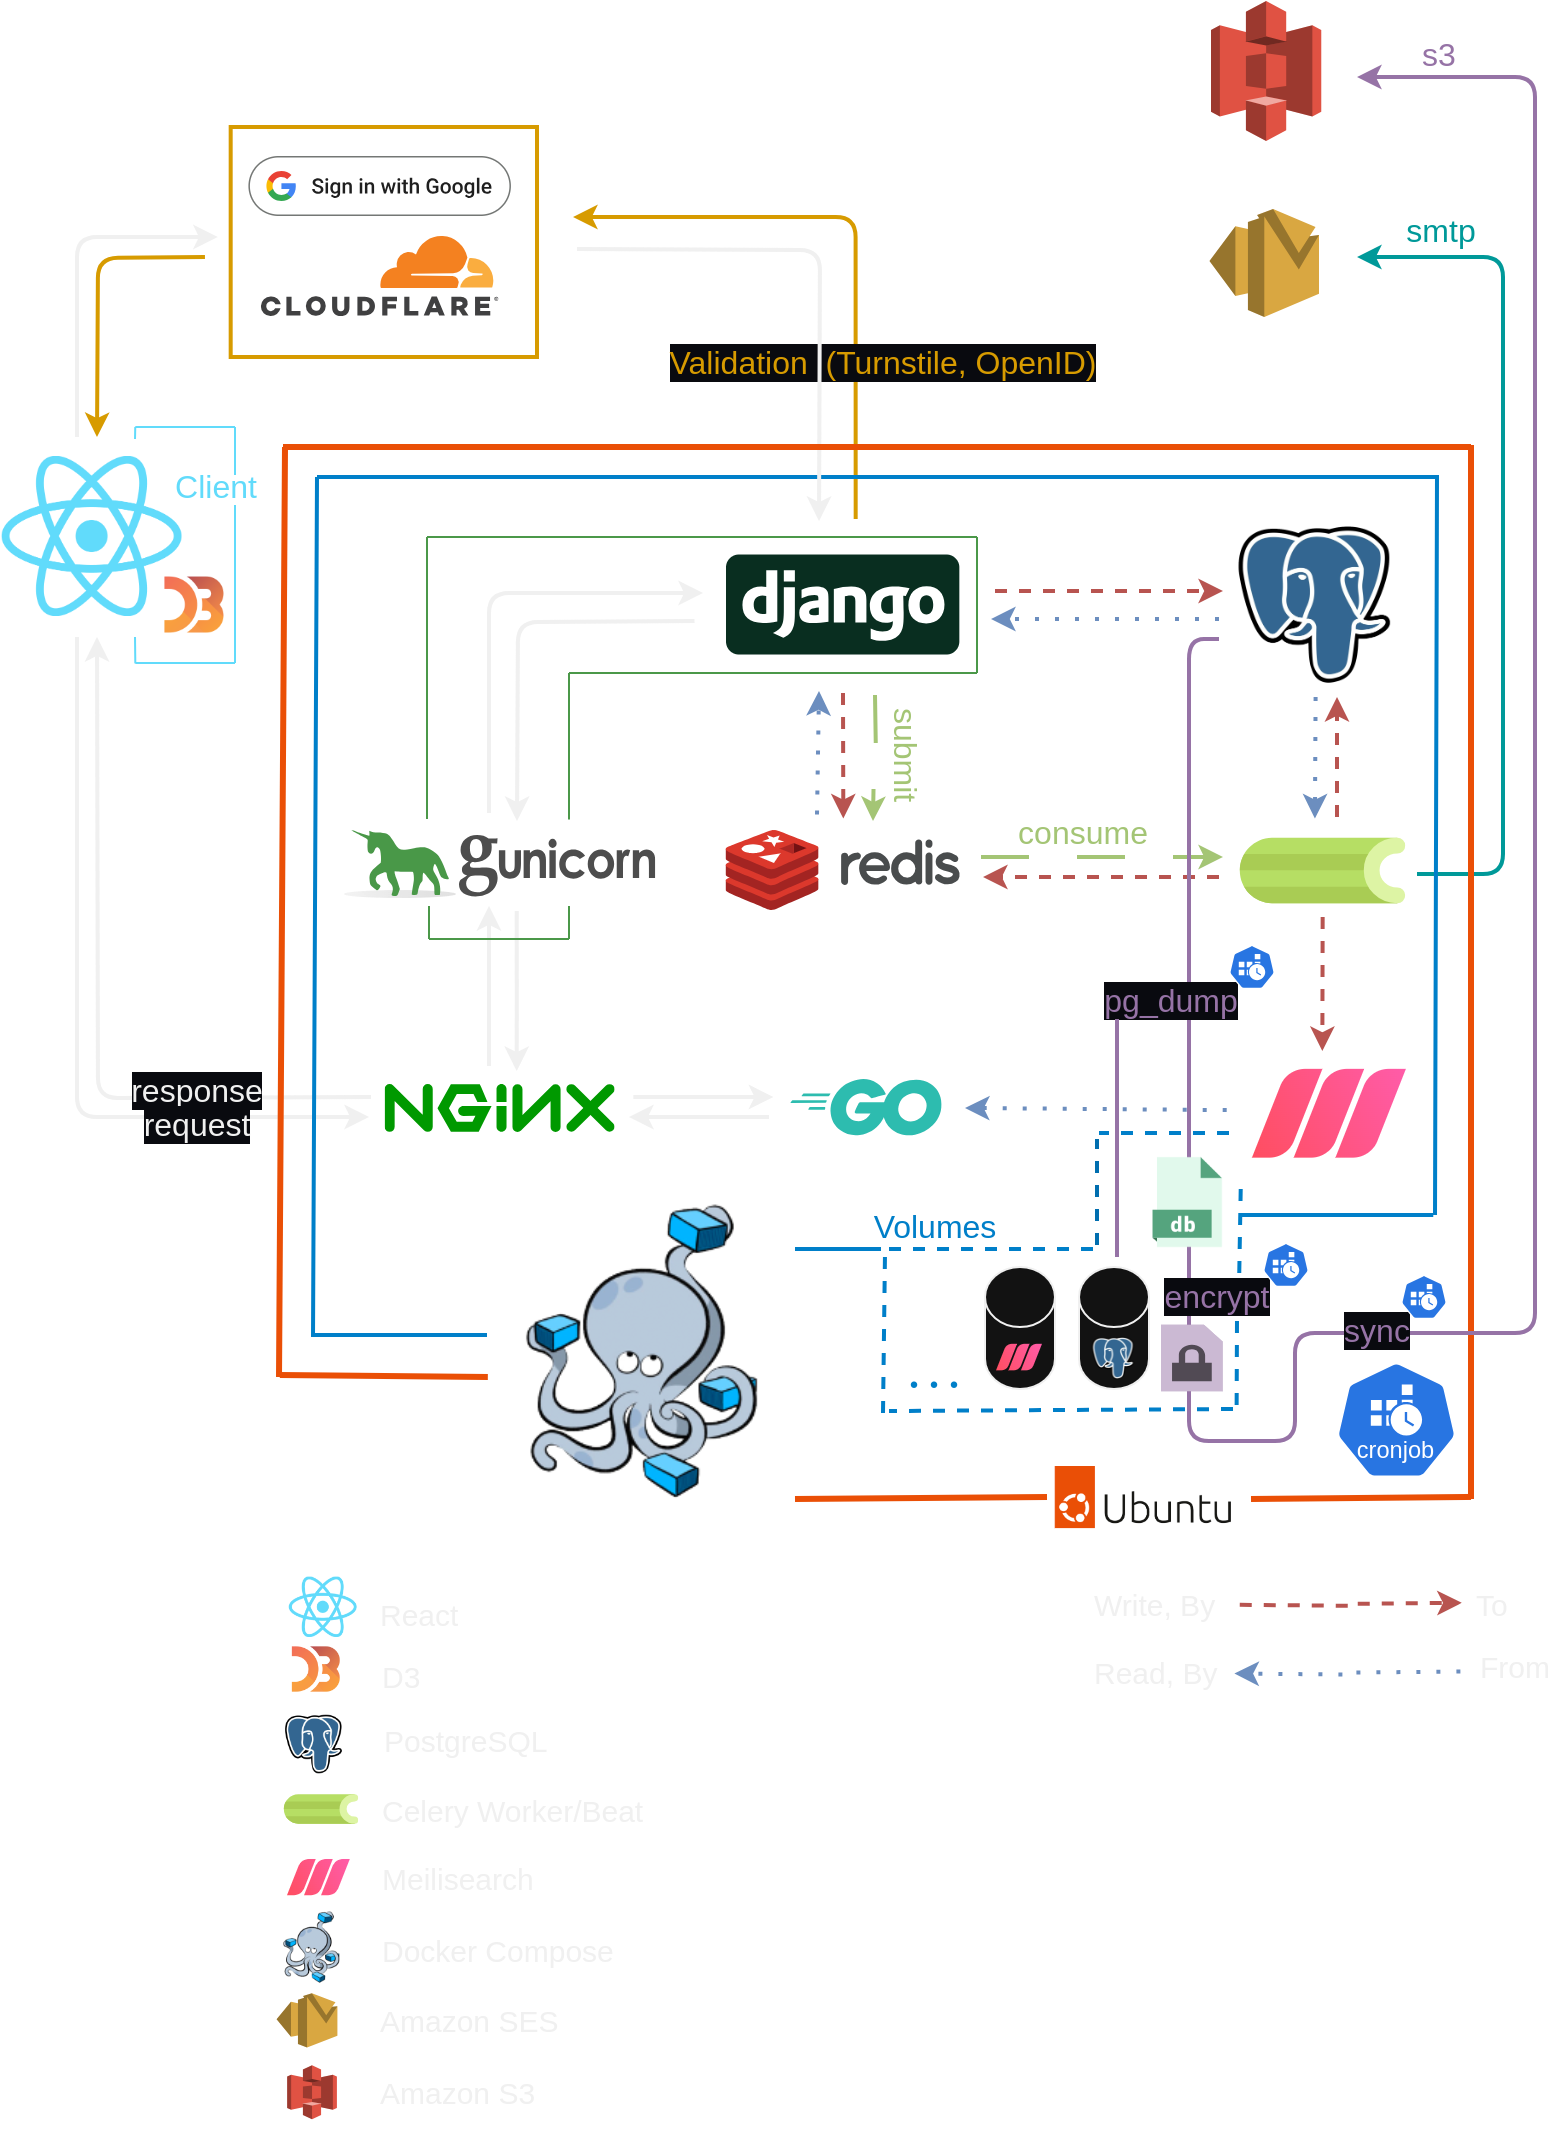 s3
Sign in with Google
smtp
CLOUDFLARE
Validation (Turnstile, OpenID)
Client
django
submit
consume
gunicorn
redis
pg_dump
response
request
NGINX
GO
Volumes
db
encrypt
sync
cronjob
Ubuntu
React
Write, By
To
D3
Read, By
From
PostgreSQL
Celery Worker/Beat
Meilisearch
Docker Compose
Amazon SES
Amazon S3